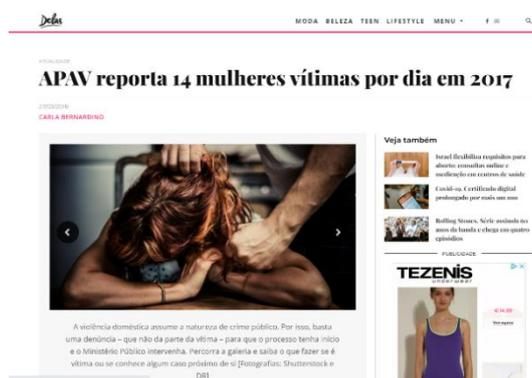 Delas
MODA BELEZA TEEN LIFESTYLE MENU
ATUALIDADE
APAV reporta 14 mulheres vítimas por dia em 2017
CARLA BERNARDINO
Veja também
Israel flexibiliza requisitos para
aborto: consultas online e
medicação em centros de saúde
Covid-19. Certificado digital
prolongado por mais um ano
Rolling Stones. Série assinala 60
anos da banda e chega em quatro
episódios
PUBLICIDADE
TEZENIS
underwear
€ 14.99
A violência doméstica assume a natureza de crime público. Por isso, basta
uma denúncia – que não da parte da vítima – para que o processo tenha início
e o Ministério Público intervenha. Percorra a galeria e saiba o que fazer se é
vítima ou se conhece algum caso próximo de si [Fotografias: Shutterstock e
DR]